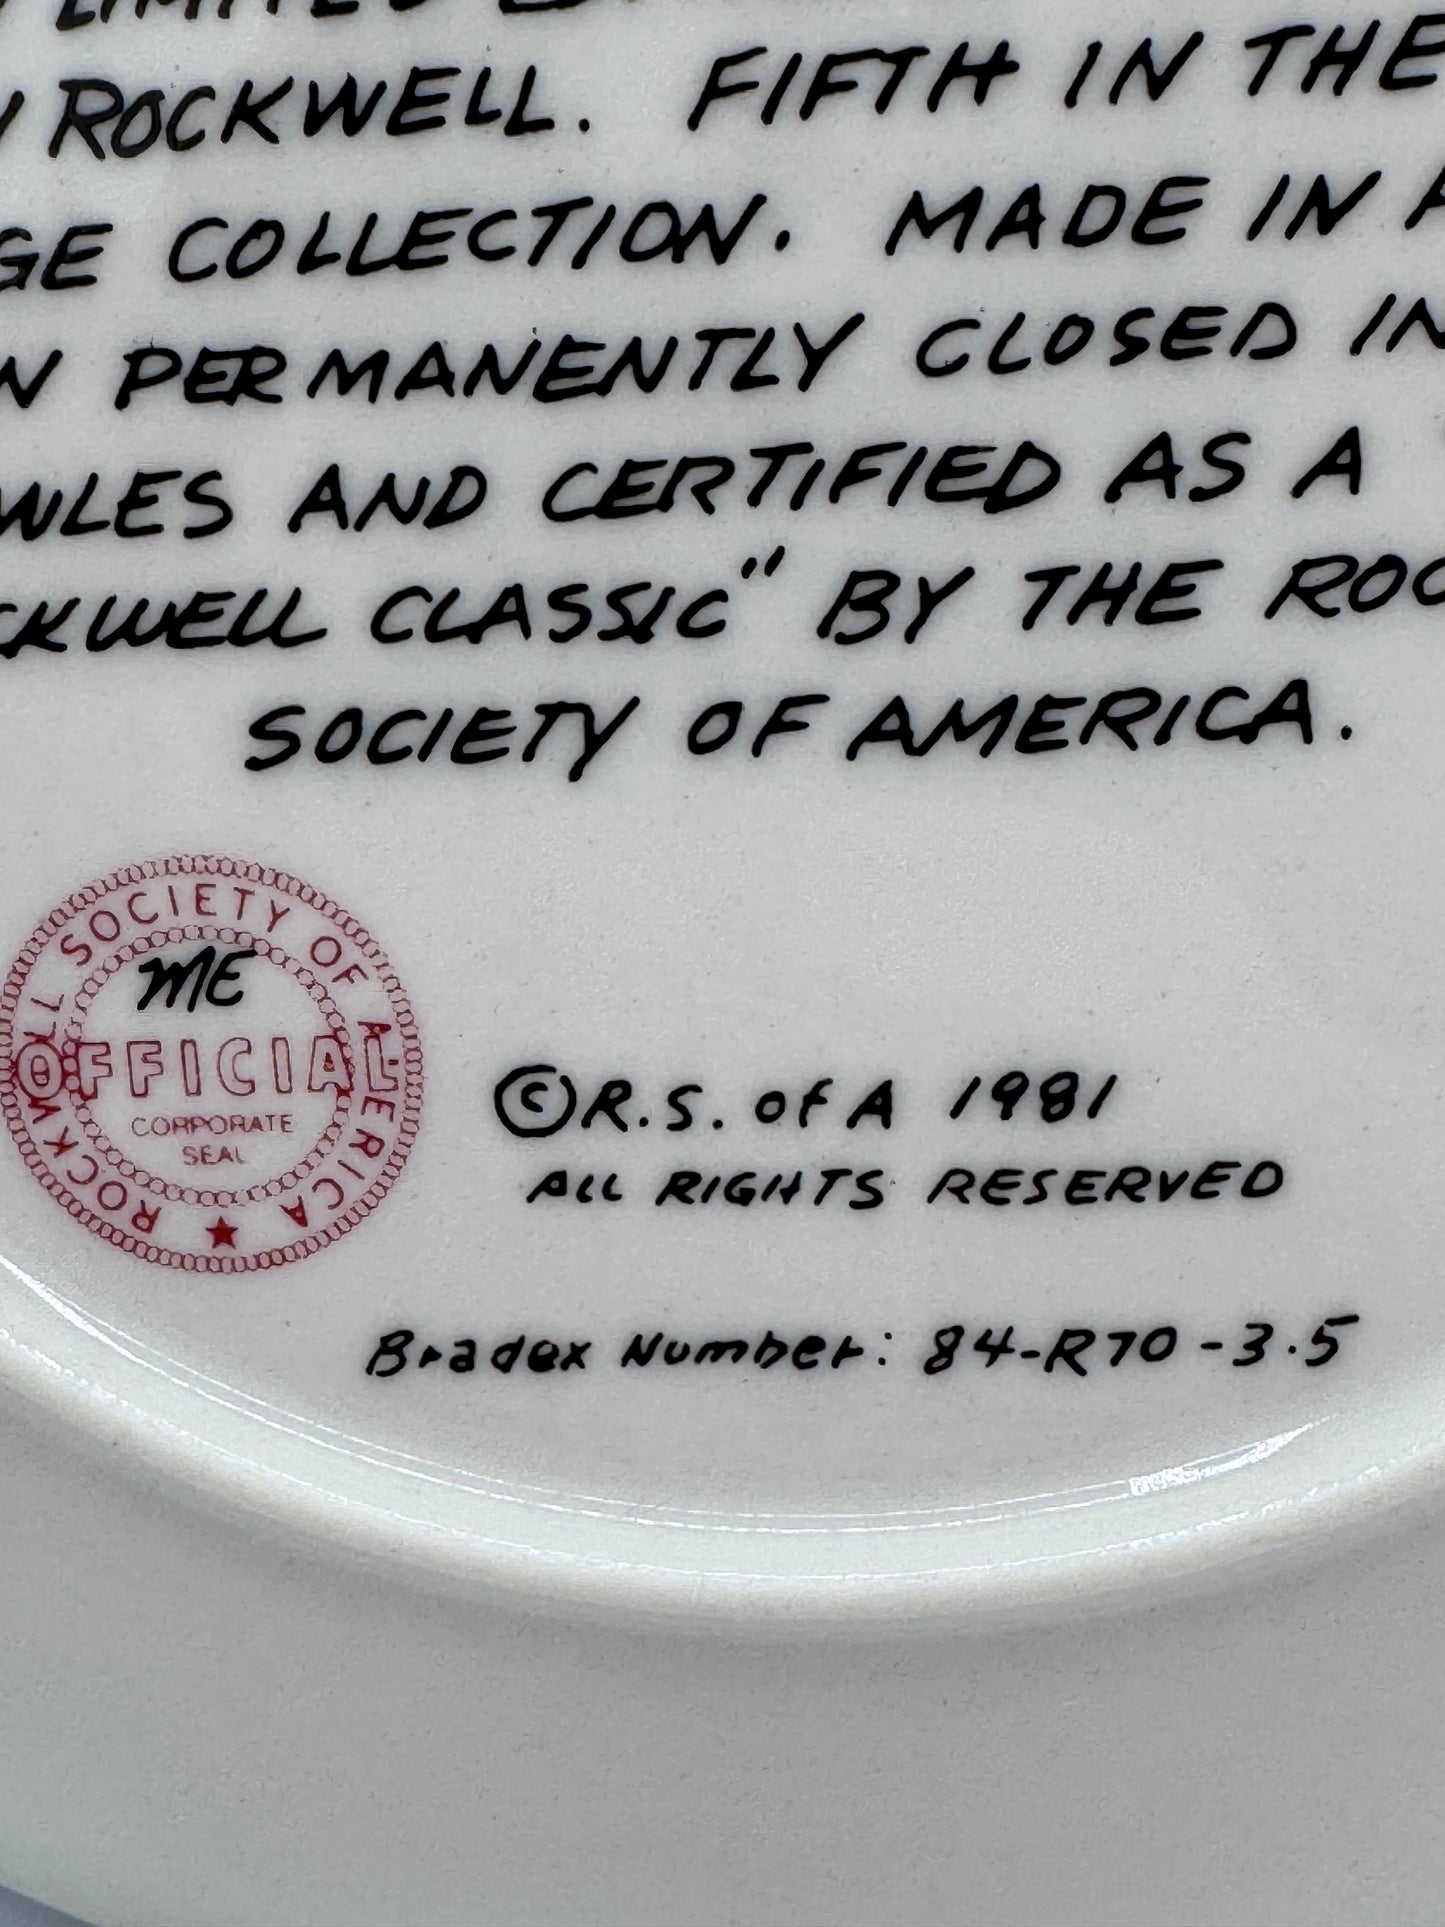 LIMITED
ROCKWELL. FIFTH IN THE
COLLECTION. MADE IN
PERMANENTLY CLOSED IN
AND CERTIFIED AS A
CLASSIC" BY THE
SOCIETY OF AMERICA.
ROCKWELL SOCIETY OF AMERICA ★
ME
OFFICIAL
CORPORATE
SEAL
© R.S. of A 1981
ALL RIGHTS RESERVED
Bradex Number: 84-R70-3.5